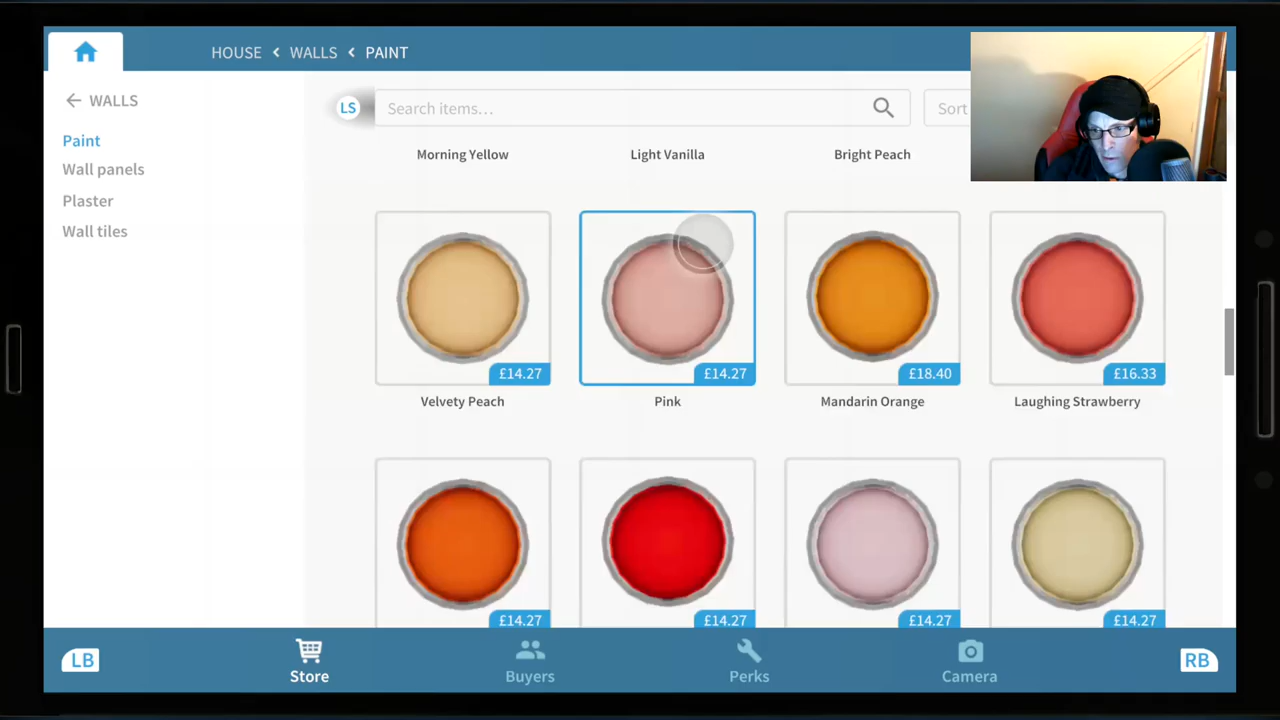 HOUSE < WALLS < PAINT
WALLS
Paint
Wall panels
Plaster
Wall tiles
LS
Search items...
Sort
Morning Yellow
Light Vanilla
Bright Peach
£14.27
£14.27
£18.40
£16.33
Velvety Peach
Pink
Mandarin Orange
Laughing Strawberry
£14.27
£14.27
£14.27
£14.27
LB
Store
Buyers
Perks
Camera
RB